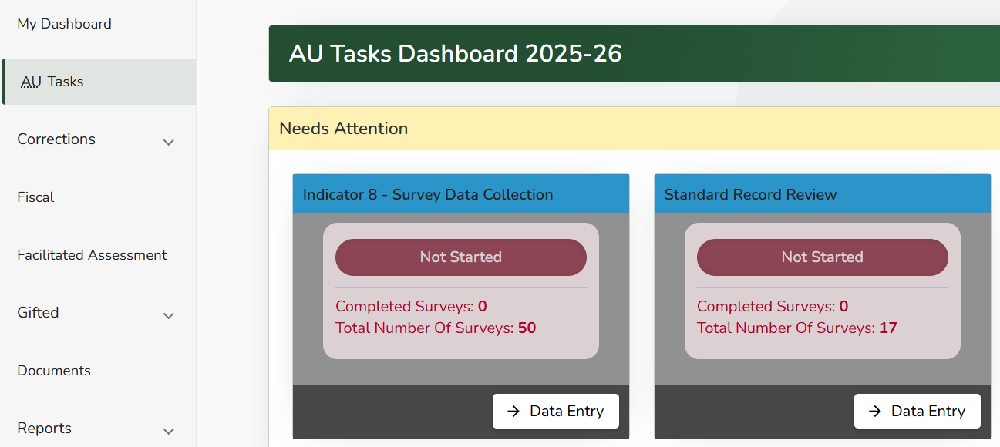 My Dashboard
AU Tasks
Corrections
Fiscal
Facilitated Assessment
Gifted
Documents
Reports
AU Tasks Dashboard 2025-26
Needs Attention
Indicator 8 - Survey Data Collection
Not Started
Completed Surveys: 0
Total Number Of Surveys: 50
Data Entry
Standard Record Review
Not Started
Completed Surveys: 0
Total Number Of Surveys: 17
Data Entry